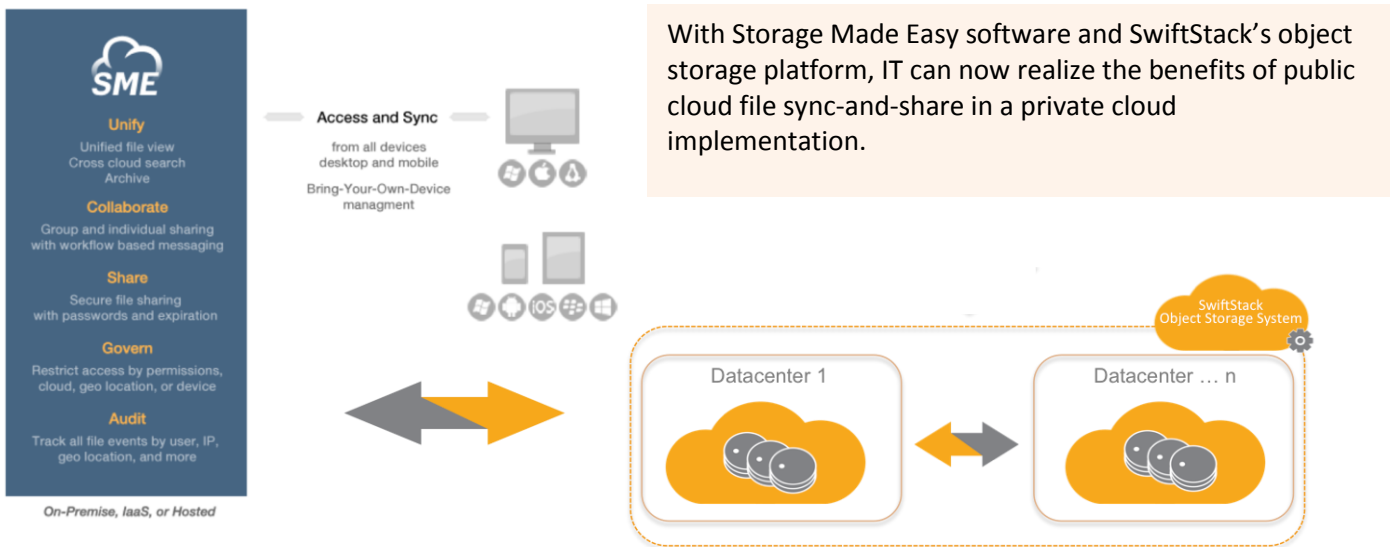 SME
Unify
Unified file view
Cross cloud search
Archive
Collaborate
Group and individual sharing
with workflow based messaging
Share
Secure file sharing
with passwords and expiration
Govern
Restrict access by permissions,
cloud, geo location, or device
Audit
Track all file events by user, IP,
geo location, and more
On-Premise, IaaS, or Hosted
Access and Sync
from all devices
desktop and mobile
Bring-Your-Own-Device
managment
iOS
With Storage Made Easy software and SwiftStack's object
storage platform, IT can now realize the benefits of public
cloud file sync-and-share in a private cloud
implementation.
SwiftStack
Object Storage System
Datacenter 1
Datacenter … n